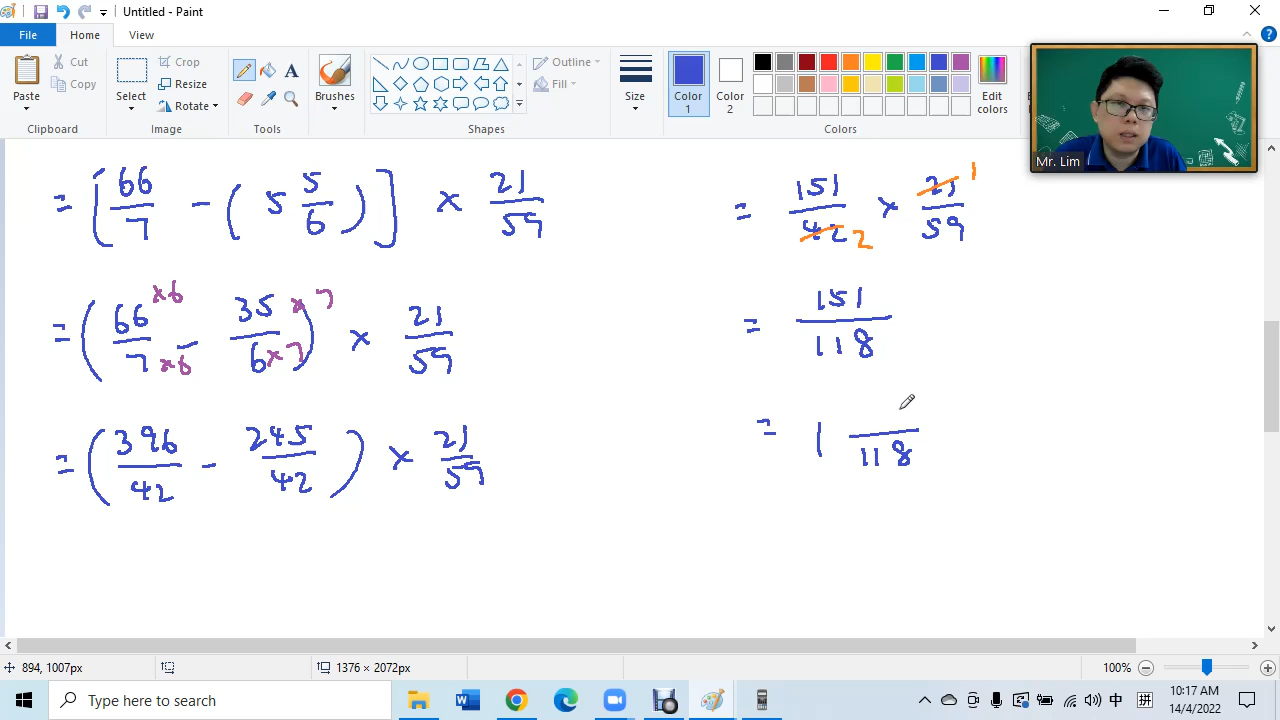 Untitled - Paint
File Home View
Paste Cut Copy Clipboard
Select Crop Resize Rotate Image
A Tools
Brushes
Outline Fill Shapes
Size
Color 1 Color 2 Edit colors Colors
Mr. Lim
= [66/7 - (5 5/6)] × 21/59
= (66/7 ×6 ×6 - 35/6 ×7 ×7) × 21/59
= (396/42 - 245/42) × 21/59
= 151/42 2 × 21/59 1
= 151/118
= 1 /118
894, 1007px 1376 × 2072px 100%
Type here to search
W
中 拼 10:17 AM
14/4/2022